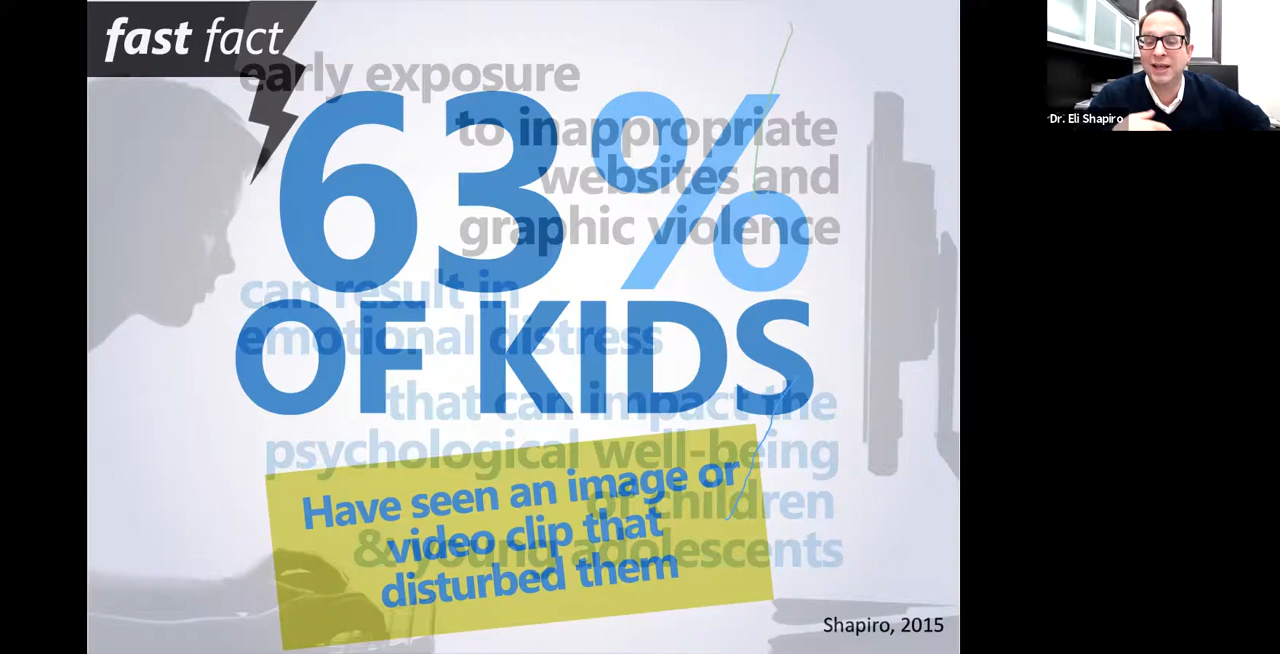 fast fact
early exposure
to inappropriate
websites and
graphic violence
can result in
emotional distress
that can impact the
psychological well-being
of children
& young adolescents
63%
OF KIDS
Have seen an image or
video clip that
disturbed them
Shapiro, 2015
Dr. Eli Shapiro